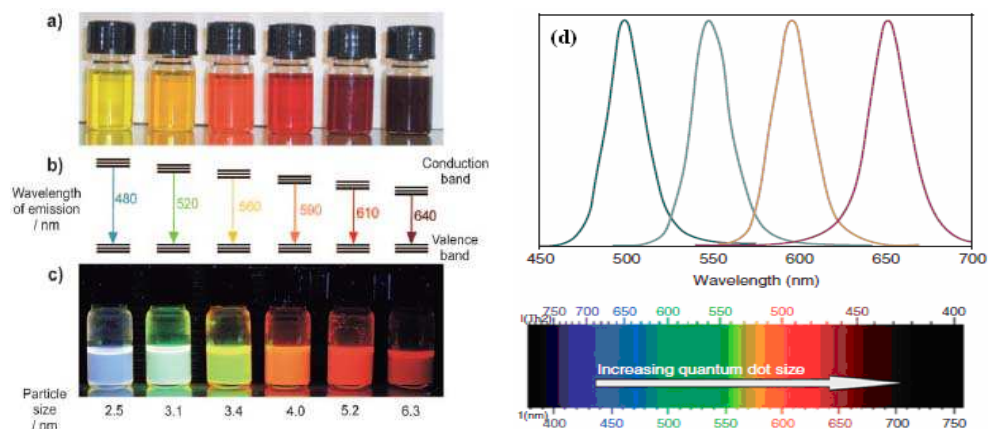 a)
b)
Conduction
band
Wavelength
of emission
/ nm
480
520
560
590
610
640
Valence
band
c)
Particle
size
/ nm
2.5 3.1 3.4 4.0 5.2 6.3
(d)
450 500 550 600 650 700
Wavelength (nm)
750 700 650 600 550 500 450 400
Increasing quantum dot size
400 450 500 550 600 650 700 750